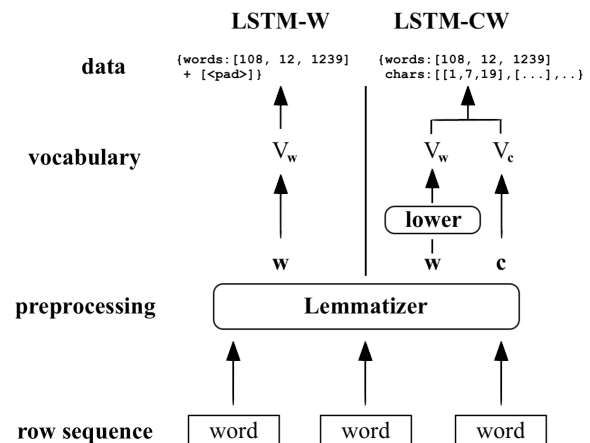 LSTM-W LSTM-CW
data {words:[108, 12, 1239] {words:[108, 12, 1239]
+ [<pad>]} chars:[[1,7,19],[...],..}
vocabulary Vw Vw Vc
lower
w w c
preprocessing Lemmatizer
row sequence word word word